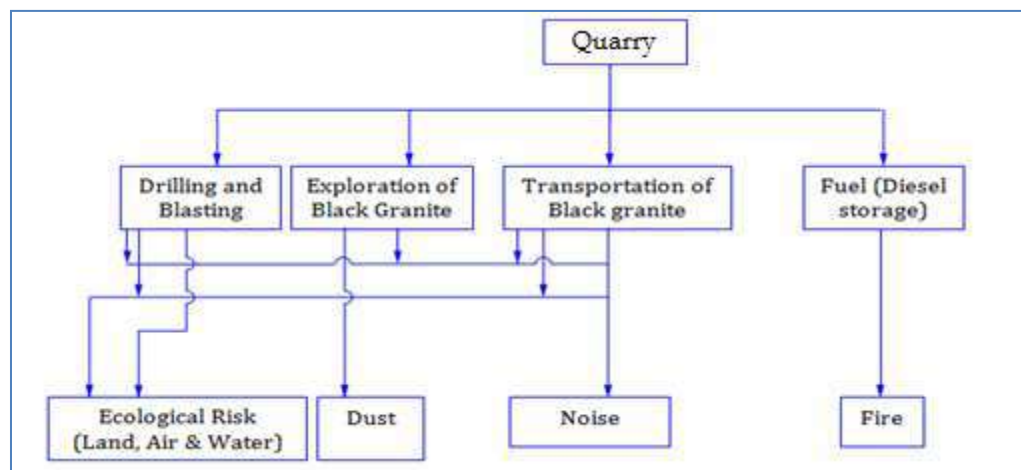 Quarry
Drilling and
Blasting
Exploration of
Black Granite
Transportation of
Black granite
Fuel (Diesel
storage)
Ecological Risk
(Land, Air & Water)
Dust
Noise
Fire